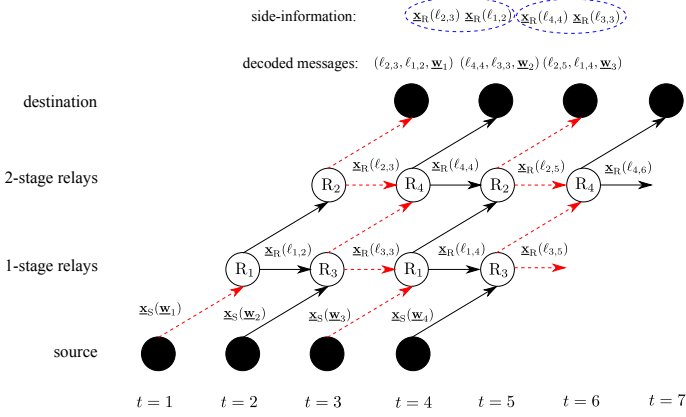 side-information: x_R(ℓ_{2,3}) x_R(ℓ_{1,2}) x_R(ℓ_{4,4}) x_R(ℓ_{3,3})
decoded messages: (ℓ_{2,3}, ℓ_{1,2}, w_1) (ℓ_{4,4}, ℓ_{3,3}, w_2) (ℓ_{2,5}, ℓ_{1,4}, w_3)
destination
x_R(ℓ_{2,3}) x_R(ℓ_{4,4}) x_R(ℓ_{2,5}) x_R(ℓ_{4,6})
2-stage relays R_2 R_4 R_2 R_4
x_R(ℓ_{1,2}) x_R(ℓ_{3,3}) x_R(ℓ_{1,4}) x_R(ℓ_{3,5})
1-stage relays R_1 R_3 R_1 R_3
x_S(w_1) x_S(w_2) x_S(w_3) x_S(w_4)
source
t = 1 t = 2 t = 3 t = 4 t = 5 t = 6 t = 7